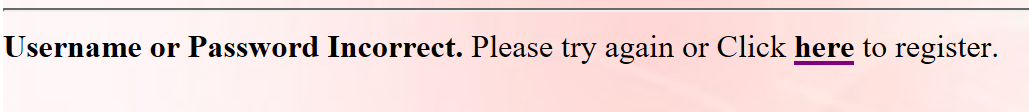 Username or Password Incorrect. Please try again or Click here to register.